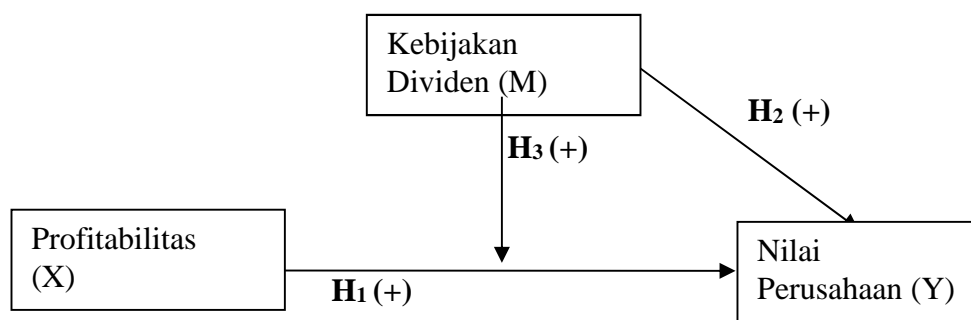 Kebijakan
Dividen (M)
H2 (+)
H3 (+)
Profitabilitas
(X)
H1 (+)
Nilai
Perusahaan (Y)